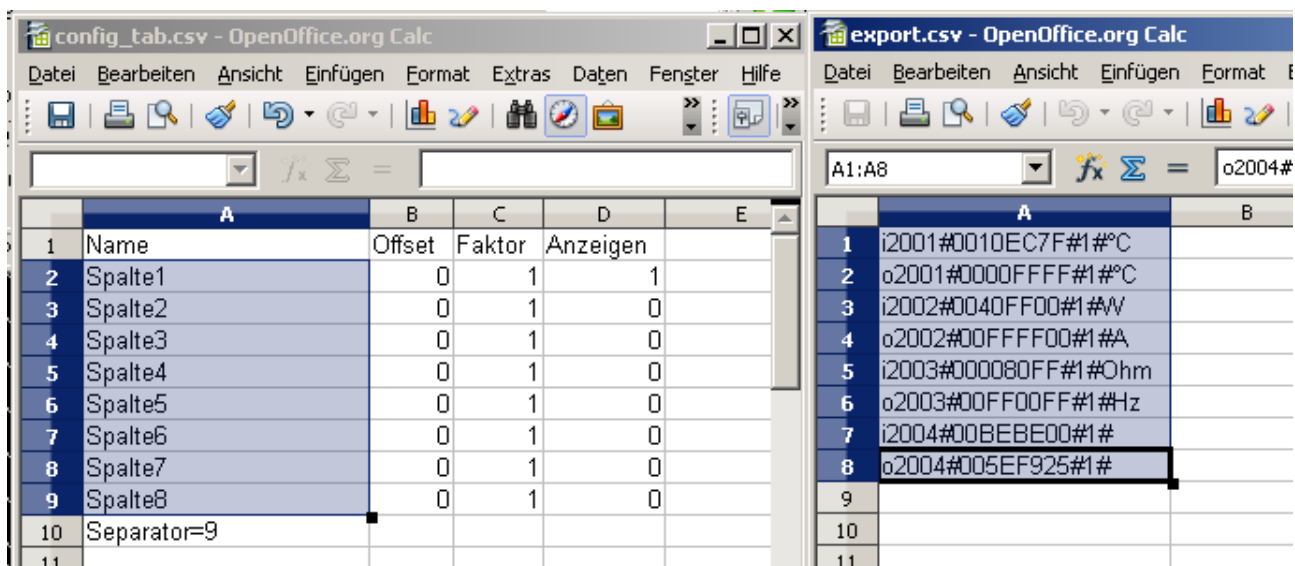 config_tab.csv - OpenOffice.org Calc
Datei Bearbeiten Ansicht Einfügen Format Extras Daten Fenster Hilfe
A B C D E
1 Name Offset Faktor Anzeigen
2 Spalte1 0 1 1
3 Spalte2 0 1 0
4 Spalte3 0 1 0
5 Spalte4 0 1 0
6 Spalte5 0 1 0
7 Spalte6 0 1 0
8 Spalte7 0 1 0
9 Spalte8 0 1 0
10 Separator=9
11
export.csv - OpenOffice.org Calc
Datei Bearbeiten Ansicht Einfügen Format
A1:A8 fx Σ = o2004#
A B
1 i2001#0010EC7F#1#°C
2 o2001#0000FFFF#1#°C
3 i2002#0040FF00#1#W
4 o2002#00FFFF00#1#A
5 i2003#000080FF#1#Ohm
6 o2003#00FF00FF#1#Hz
7 i2004#00BEBE00#1#
8 o2004#005EF925#1#
9
10
11